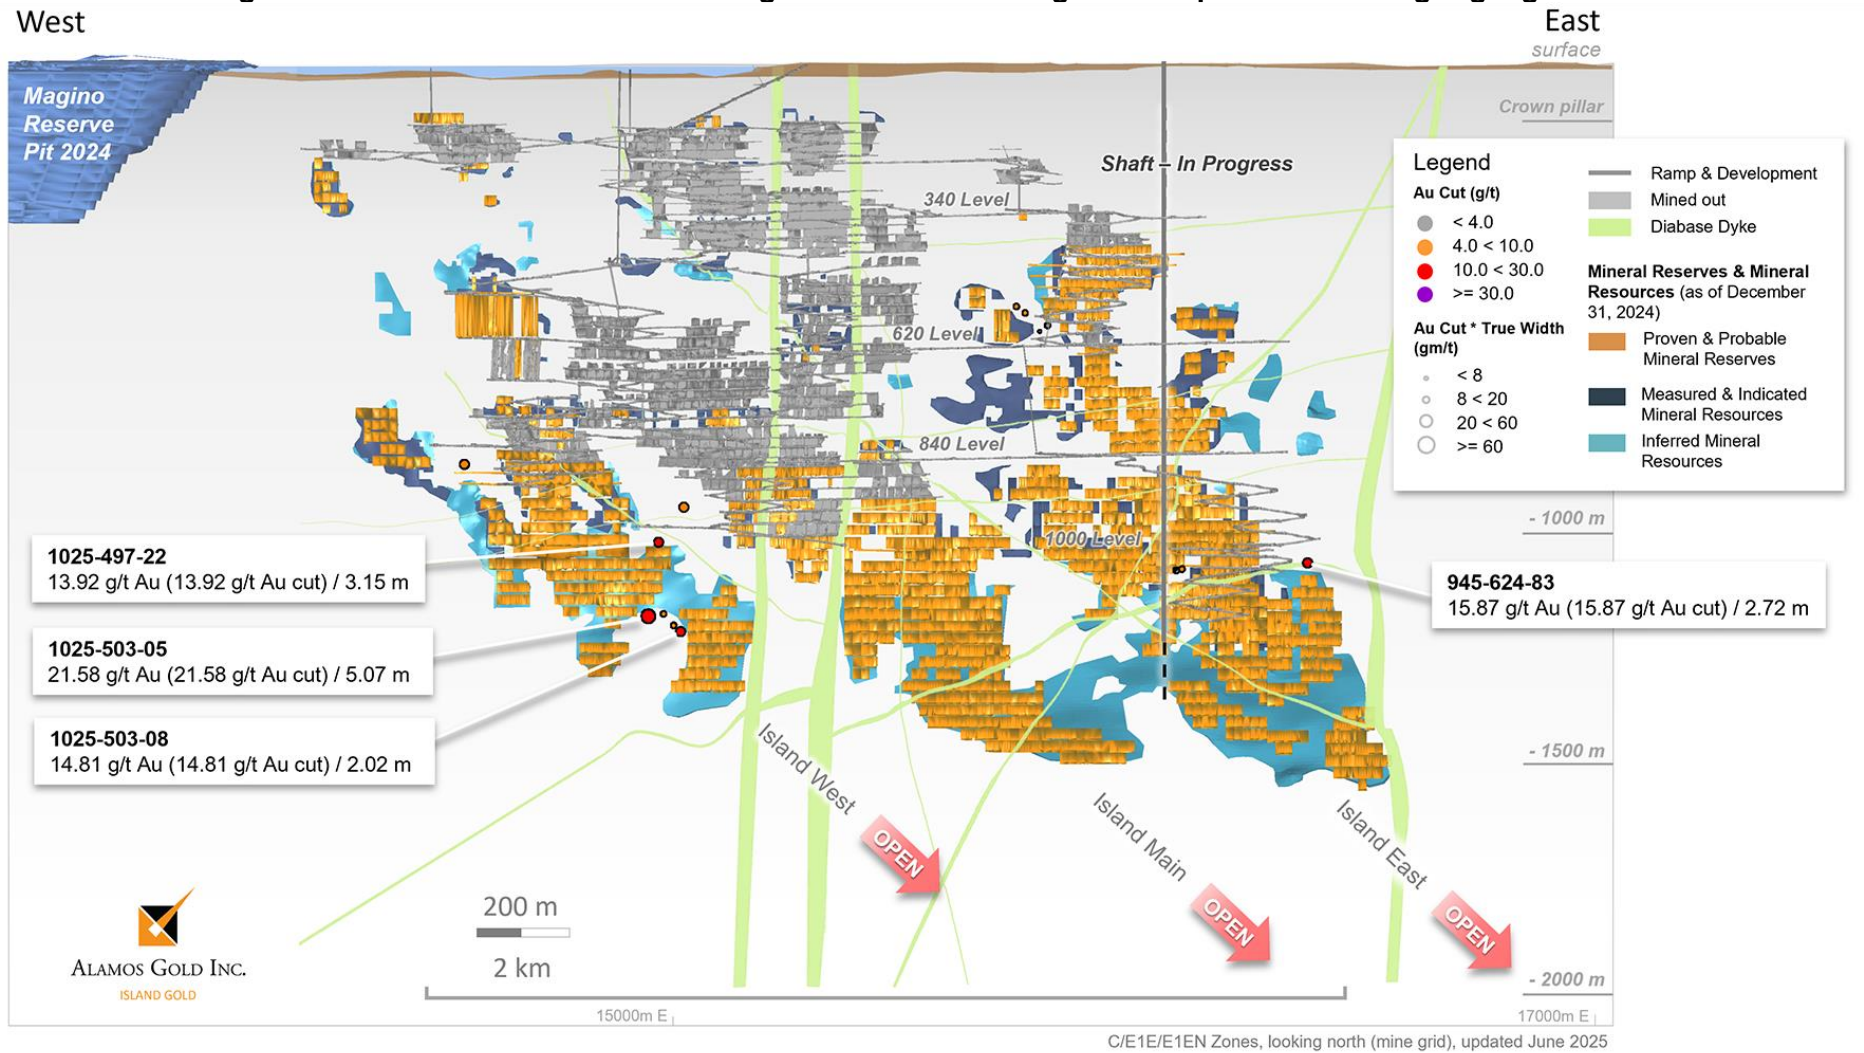 West
East
surface
Magino
Reserve
Pit 2024
Crown pillar
Shaft – In Progress
340 Level
620 Level
840 Level
1000 Level
Legend
Au Cut (g/t)
< 4.0
4.0 < 10.0
10.0 < 30.0
>= 30.0
Au Cut * True Width
(gm/t)
< 8
8 < 20
20 < 60
>= 60
Ramp & Development
Mined out
Diabase Dyke
Mineral Reserves & Mineral
Resources (as of December
31, 2024)
Proven & Probable
Mineral Reserves
Measured & Indicated
Mineral Resources
Inferred Mineral
Resources
- 1000 m
1025-497-22
13.92 g/t Au (13.92 g/t Au cut) / 3.15 m
945-624-83
15.87 g/t Au (15.87 g/t Au cut) / 2.72 m
1025-503-05
21.58 g/t Au (21.58 g/t Au cut) / 5.07 m
1025-503-08
14.81 g/t Au (14.81 g/t Au cut) / 2.02 m
- 1500 m
Island West
OPEN
Island Main
OPEN
Island East
OPEN
ALAMOS GOLD INC.
ISLAND GOLD
200 m
2 km
- 2000 m
15000m E
17000m E
C/E1E/E1EN Zones, looking north (mine grid), updated June 2025